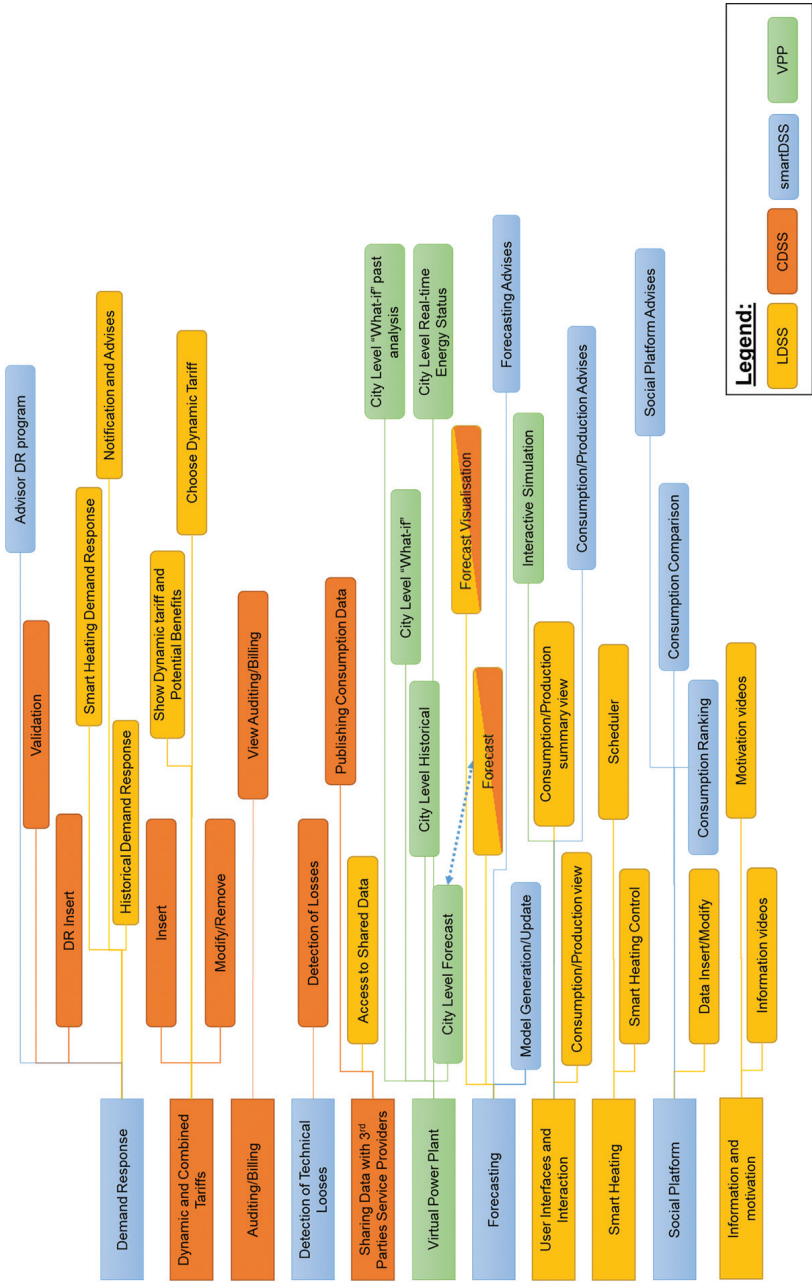 Demand Response
Advisor DR program
Validation
DR Insert
Smart Heating Demand Response
Notification and Advises
Historical Demand Response
Dynamic and Combined
Tariffs
Insert
Modify/Remove
Show Dynamic tariff and
Potential Benefits
Choose Dynamic Tariff
Auditing/Billing
View Auditing/Billing
Detection of Technical
Looses
Detection of Losses
Sharing Data with 3rd
Parties Service Providers
Publishing Consumption Data
Access to Shared Data
Virtual Power Plant
City Level "What-if" past
analysis
City Level "What-if"
City Level Real-time
Energy Status
City Level Historical
City Level Forecast
Forecasting
Forecast Visualisation
Forecast
Forecasting Advises
Model Generation/Update
User Interfaces and
Interaction
Interactive Simulation
Consumption/Production
summary view
Consumption/Production Advises
Consumption/Production view
Smart Heating
Scheduler
Smart Heating Control
Social Platform
Social Platform Advises
Consumption Comparison
Consumption Ranking
Data Insert/Modify
Information and
motivation
Motivation videos
Information videos
Legend:
LDSS
CDSS
smartDSS
VPP